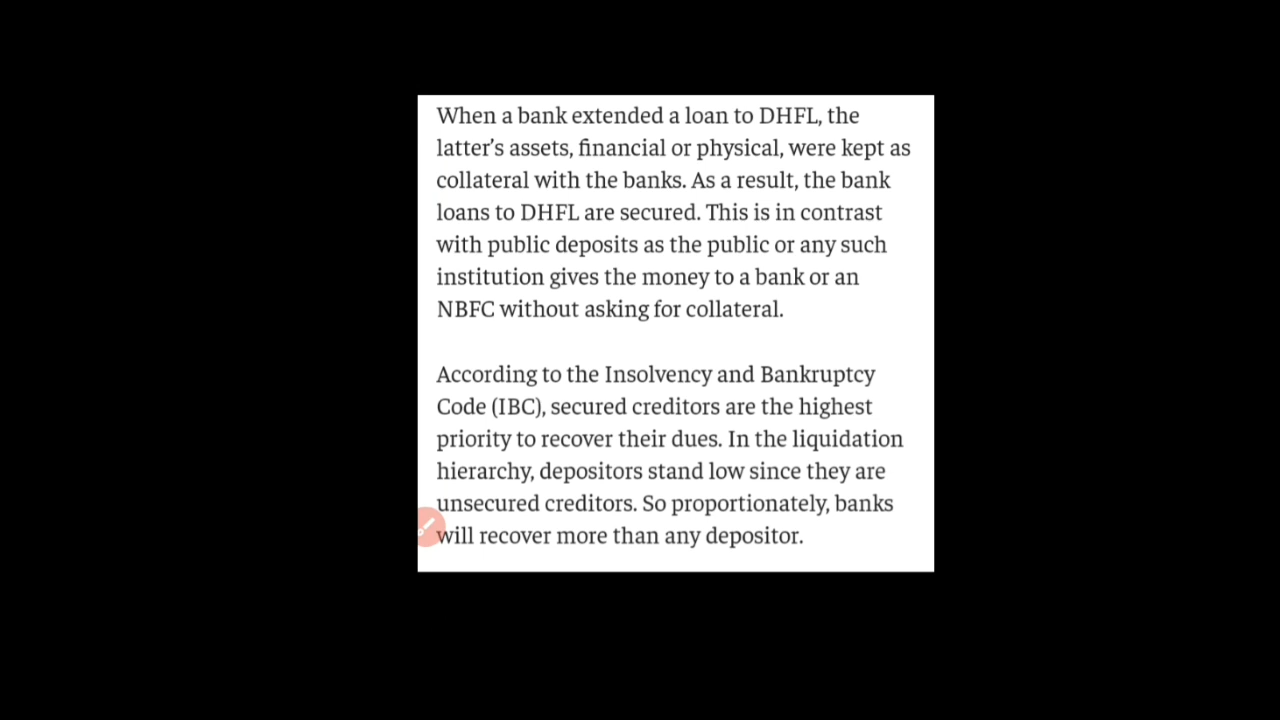 When a bank extended a loan to DHFL, the
latter's assets, financial or physical, were kept as
collateral with the banks. As a result, the bank
loans to DHFL are secured. This is in contrast
with public deposits as the public or any such
institution gives the money to a bank or an
NBFC without asking for collateral.
According to the Insolvency and Bankruptcy
Code (IBC), secured creditors are the highest
priority to recover their dues. In the liquidation
hierarchy, depositors stand low since they are
unsecured creditors. So proportionately, banks
will recover more than any depositor.